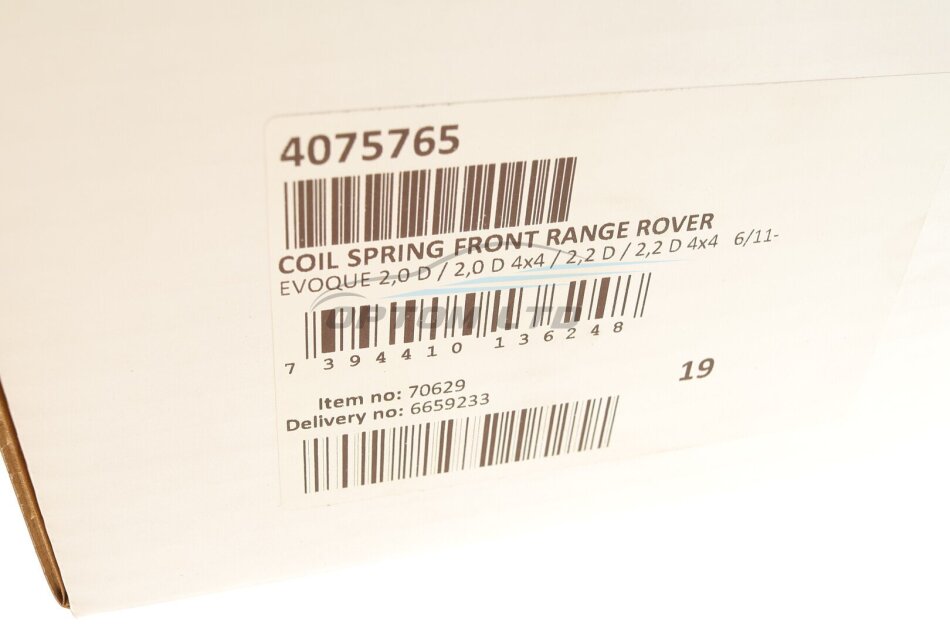 4075765
COIL SPRING FRONT RANGE ROVER
EVOQUE 2,0 D / 2,0 D 4x4 / 2,2 D / 2,2 D 4x4 6/11-
OPTOM LTD
7 394410 136248
19
Item no: 70629
Delivery no: 6659233